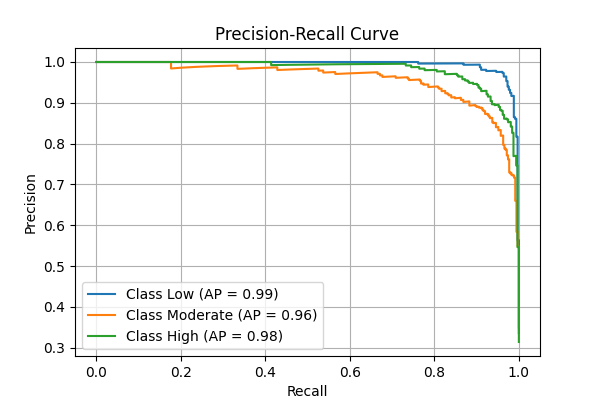 Precision-Recall Curve
Precision
1.0
0.9
0.8
0.7
0.6
0.5
0.4
0.3
Class Low (AP = 0.99)
Class Moderate (AP = 0.96)
Class High (AP = 0.98)
0.0 0.2 0.4 0.6 0.8 1.0
Recall